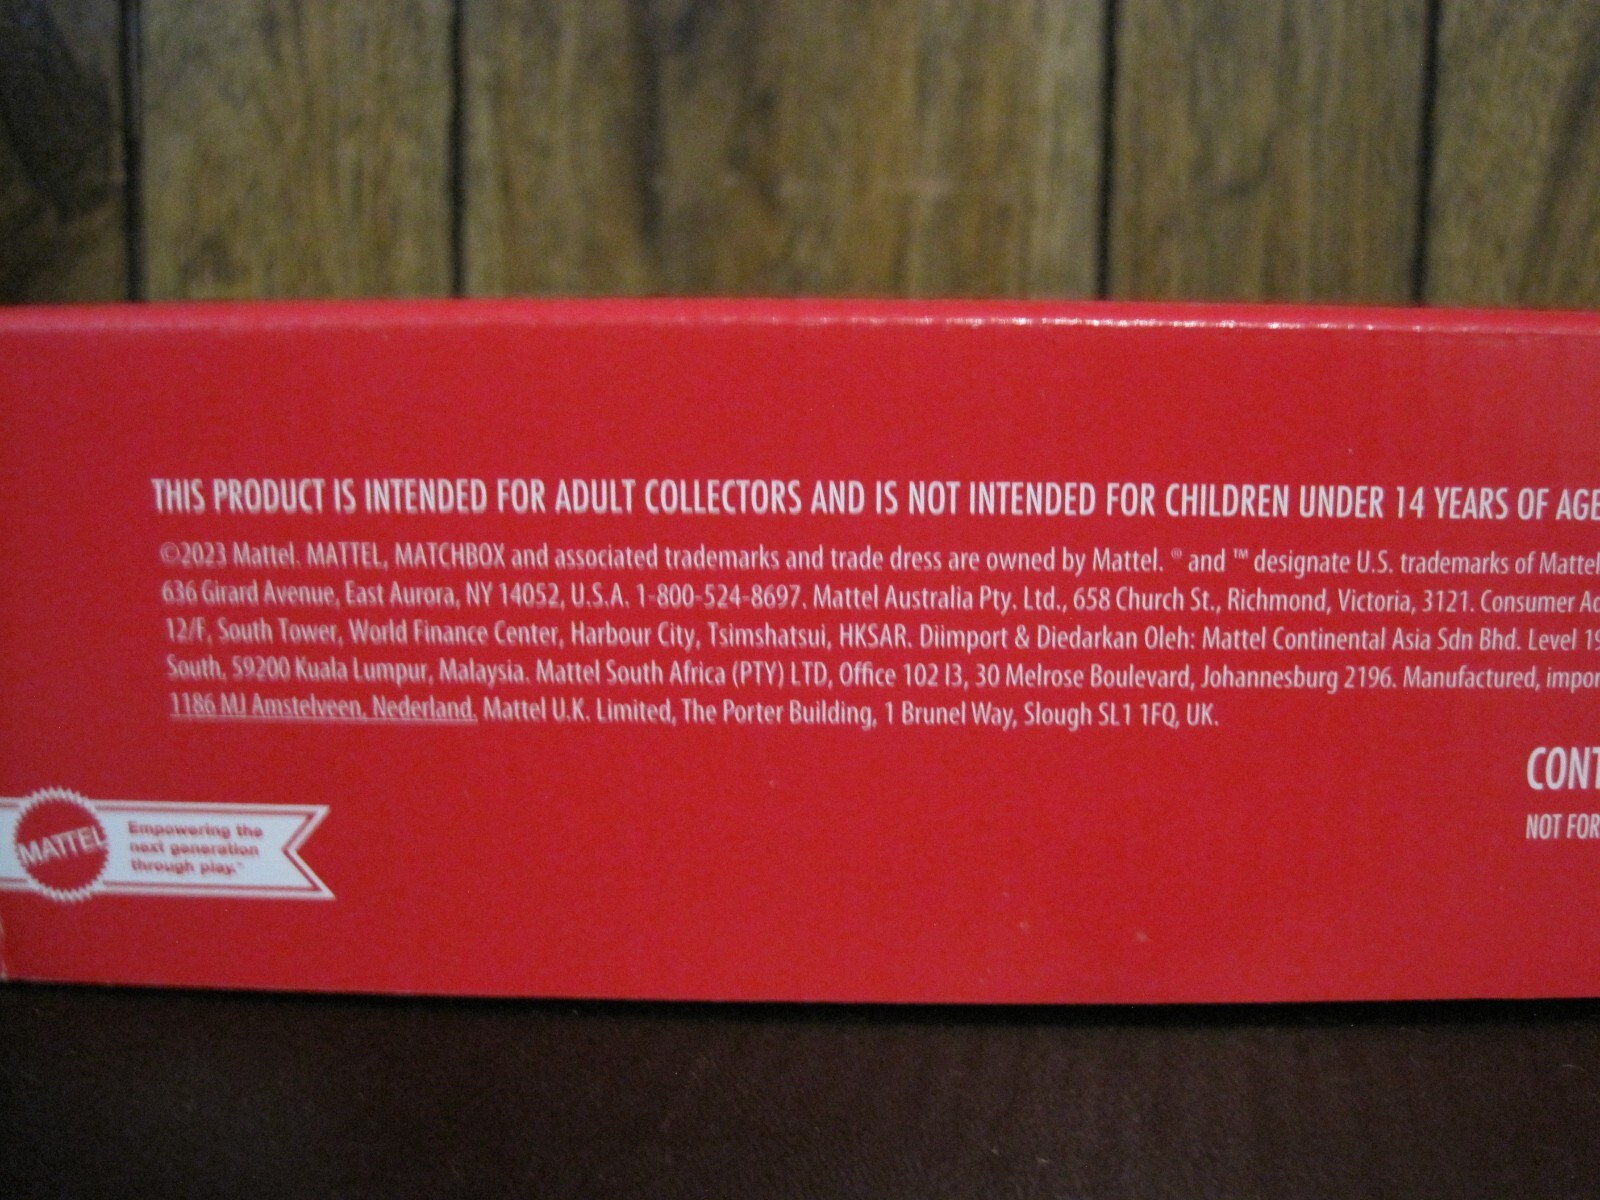 THIS PRODUCT IS INTENDED FOR ADULT COLLECTORS AND IS NOT INTENDED FOR CHILDREN UNDER 14 YEARS OF AGE
©2023 Mattel. MATTEL, MATCHBOX and associated trademarks and trade dress are owned by Mattel. ® and ™ designate U.S. trademarks of Mattel
636 Girard Avenue, East Aurora, NY 14052, U.S.A. 1-800-524-8697. Mattel Australia Pty. Ltd., 658 Church St., Richmond, Victoria, 3121. Consumer
12/F, South Tower, World Finance Center, Harbour City, Tsimshatsui, HKSAR. Diimport & Diedarkan Oleh: Mattel Continental Asia Sdn Bhd. Level
South, 59200 Kuala Lumpur, Malaysia. Mattel South Africa (PTY) LTD, Office 102 I3, 30 Melrose Boulevard, Johannesburg 2196. Manufactured,
1186 MJ Amstelveen, Nederland. Mattel U.K. Limited, The Porter Building, 1 Brunel Way, Slough SL1 1FQ, UK.
NOT FOR
MATTEL
Empowering the
next generation
through play.™